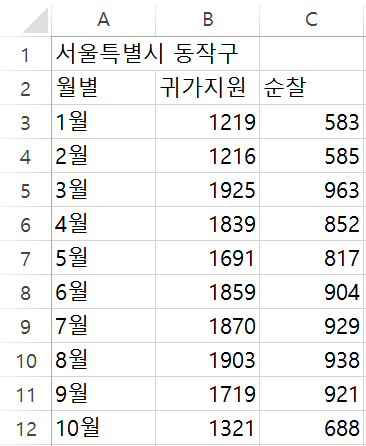 A B C
1 서울특별시 동작구
2 월별 귀가지원 순찰
3 1월 1219 583
4 2월 1216 585
5 3월 1925 963
6 4월 1839 852
7 5월 1691 817
8 6월 1859 904
9 7월 1870 929
10 8월 1903 938
11 9월 1719 921
12 10월 1321 688